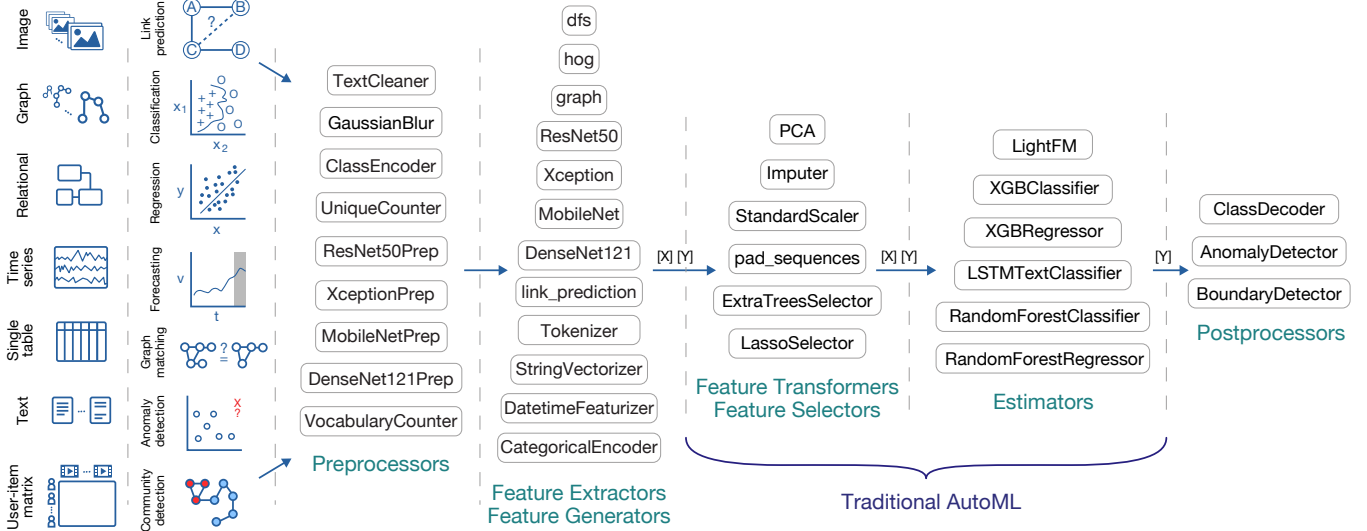 Image
Graph
Relational
Time
series
Single
table
Text
User-item
matrix
Link
prediction
A
B
?
C
D
Classification
x1
x2
Regression
y
x
Forecasting
v
t
Graph
matching
?
=
Anomaly
detection
X
?
Community
detection
TextCleaner
GaussianBlur
ClassEncoder
UniqueCounter
ResNet50Prep
XceptionPrep
MobileNetPrep
DenseNet121Prep
VocabularyCounter
Preprocessors
dfs
hog
graph
ResNet50
Xception
MobileNet
DenseNet121
link_prediction
Tokenizer
StringVectorizer
DatetimeFeaturizer
CategoricalEncoder
Feature Extractors
Feature Generators
[X] [Y]
PCA
Imputer
StandardScaler
pad_sequences
ExtraTreesSelector
LassoSelector
Feature Transformers
Feature Selectors
[X] [Y]
LightFM
XGBClassifier
XGBRegressor
LSTMTextClassifier
RandomForestClassifier
RandomForestRegressor
Estimators
Traditional AutoML
[Y]
ClassDecoder
AnomalyDetector
BoundaryDetector
Postprocessors